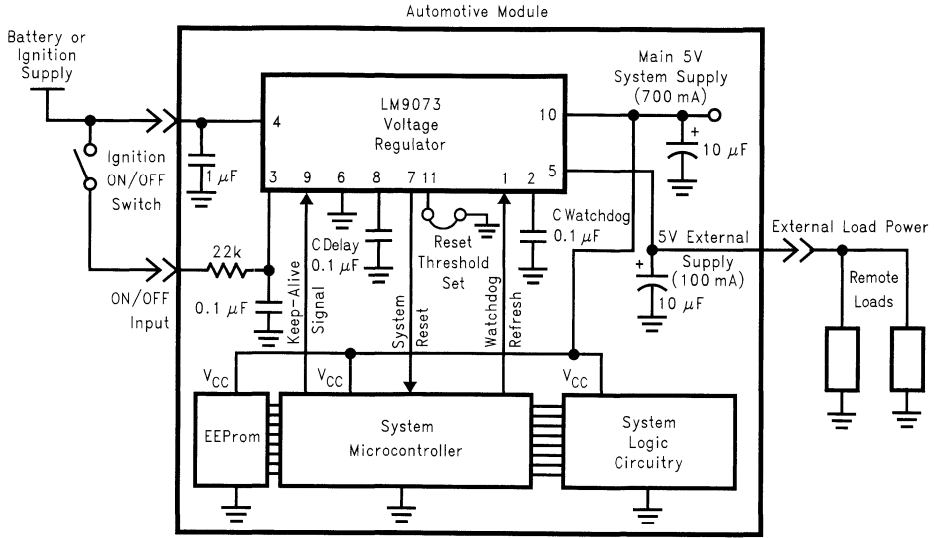 Automotive Module
Battery or
Ignition
Supply
Main 5V
System Supply
(700 mA)
LM9073
Voltage
Regulator
4
10
5
3
9
6
8
7
11
1
2
Ignition
ON/OFF
Switch
1 μF
10 μF
+
22k
ON/OFF
Input
0.1 μF
Keep-Alive
Signal
C Delay
0.1 μF
System
Reset
Reset
Threshold
Set
Watchdog
Refresh
C Watchdog
0.1 μF
5V External
Supply
(100 mA)
+
10 μF
External Load Power
Remote
Loads
VCC
VCC
VCC
EEProm
System
Microcontroller
System
Logic
Circuitry